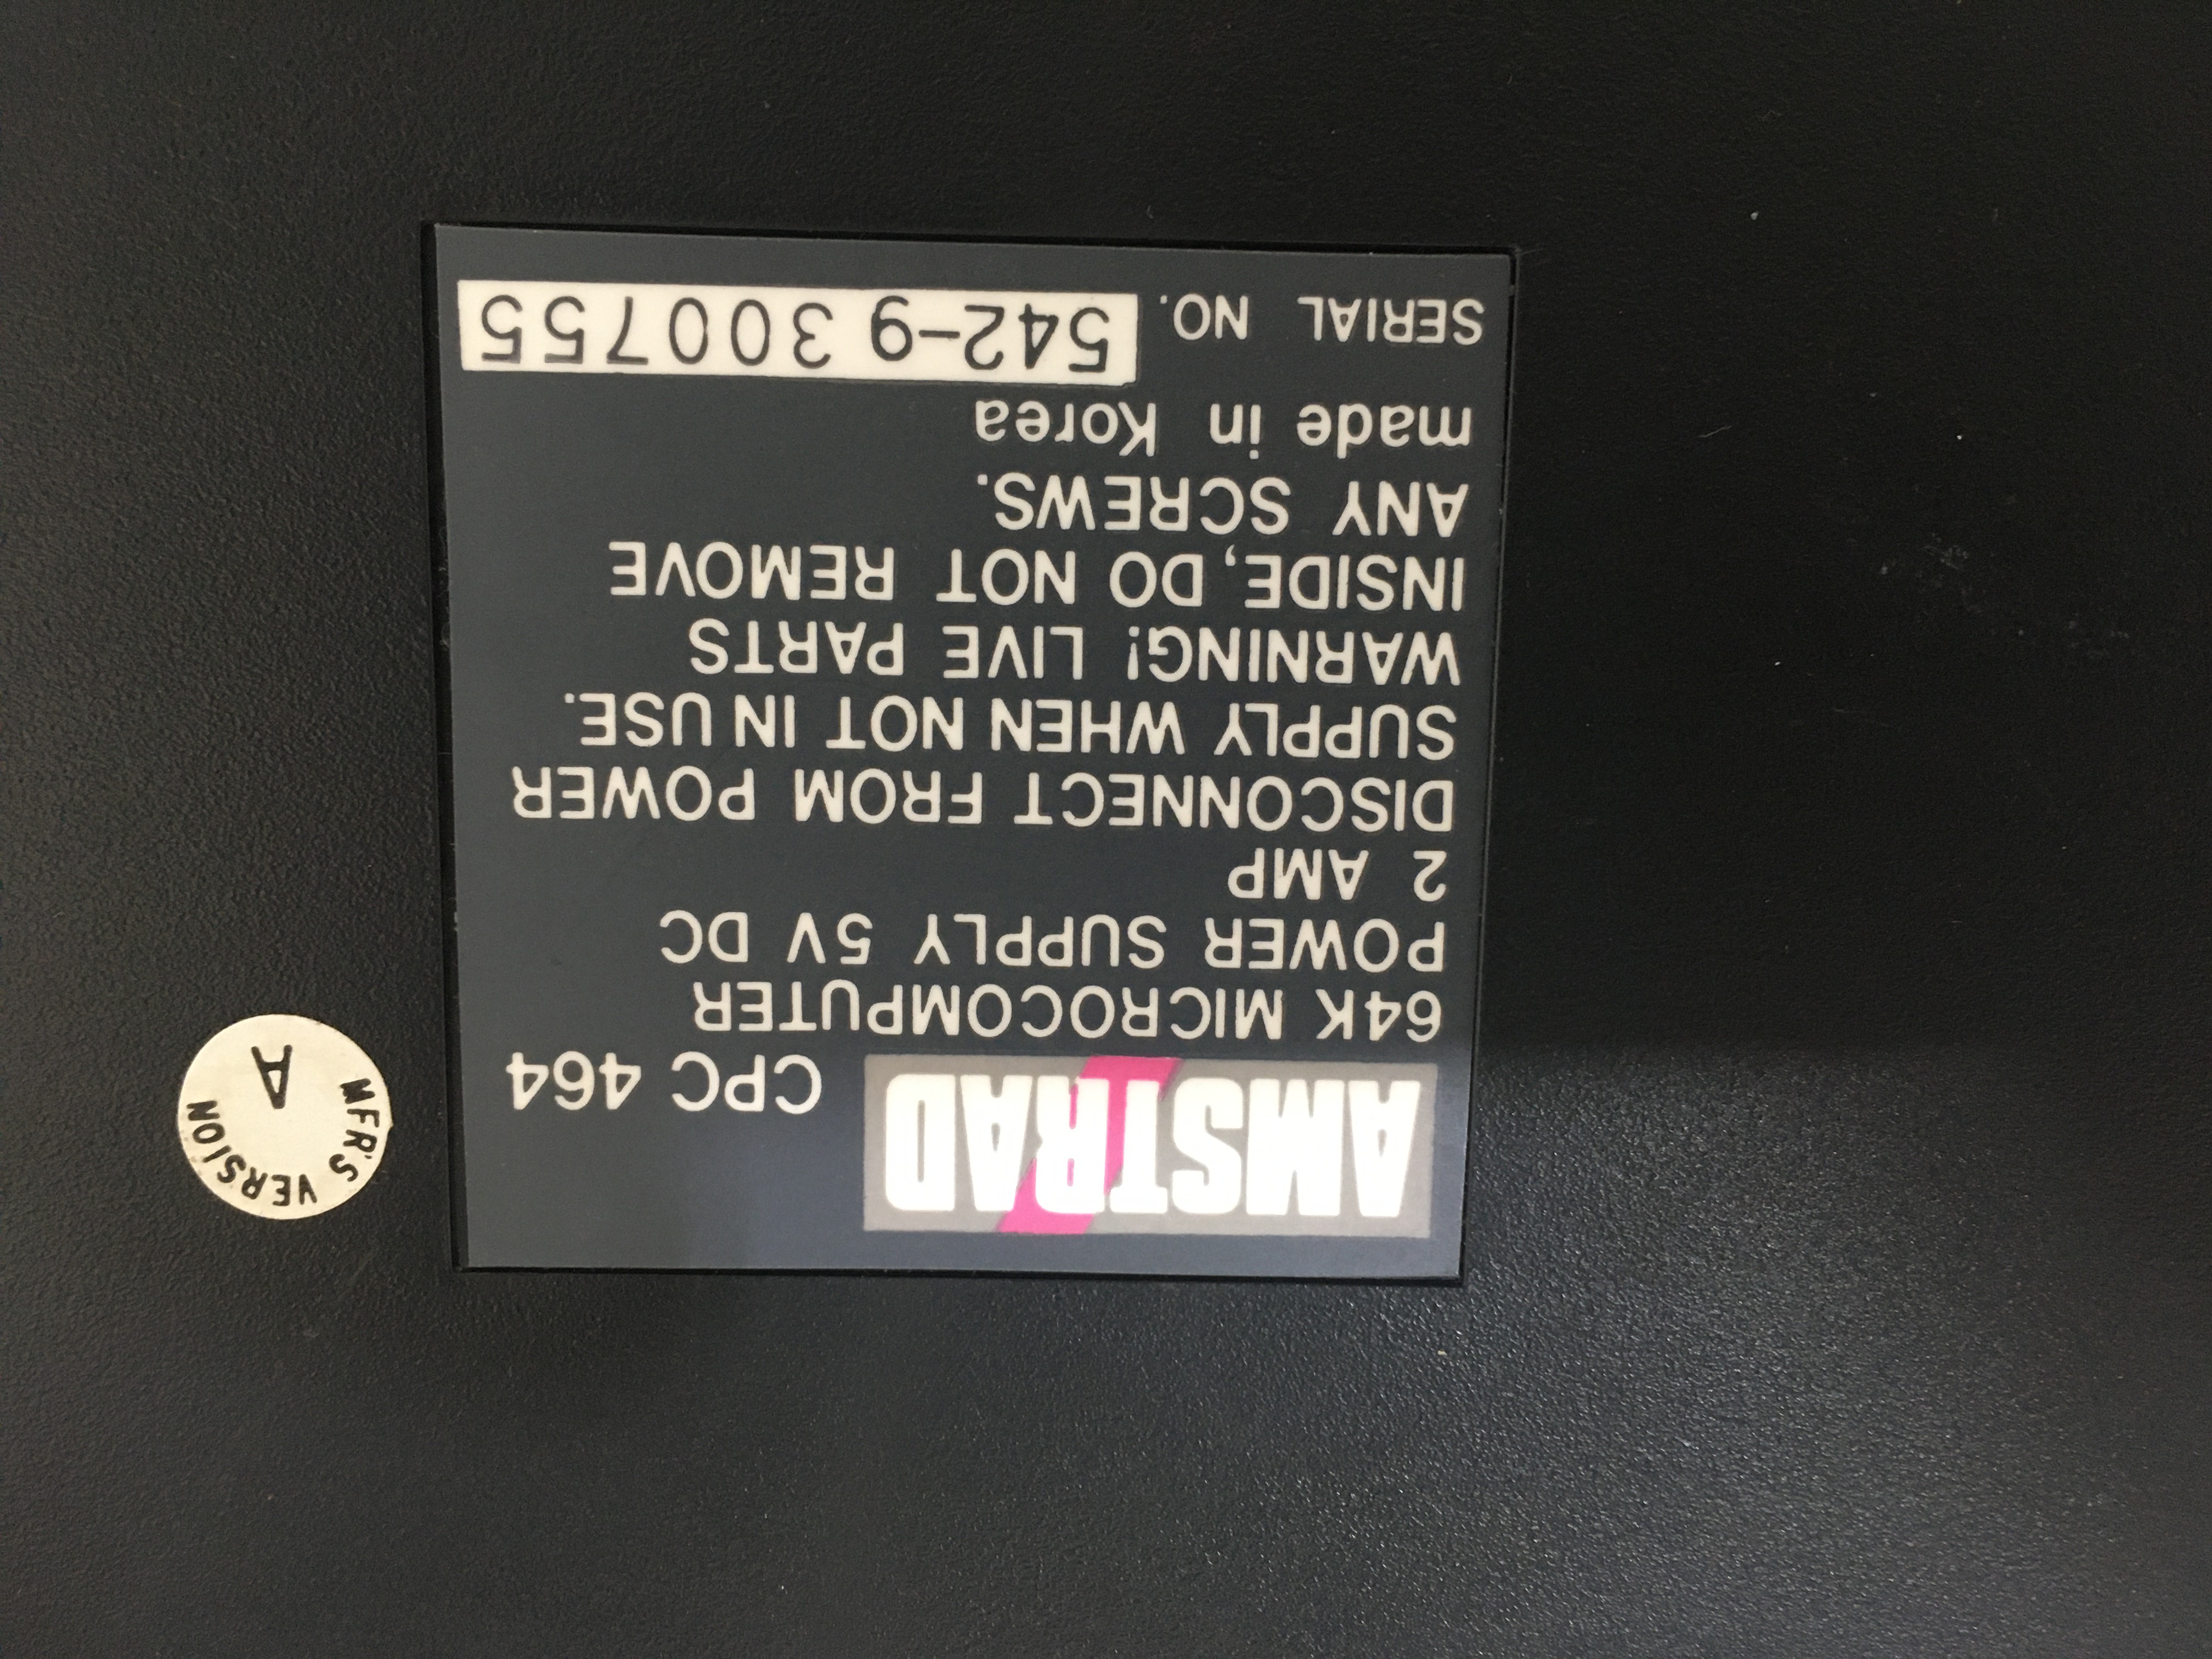 AMSTRAD CPC 464
64K MICROCOMPUTER
POWER SUPPLY 5V DC
2 AMP
DISCONNECT FROM POWER
SUPPLY WHEN NOT IN USE.
WARNING! LIVE PARTS
INSIDE, DO NOT REMOVE
ANY SCREWS.
made in Korea
SERIAL NO. 542-9 300755
MFR'S VERSION
A